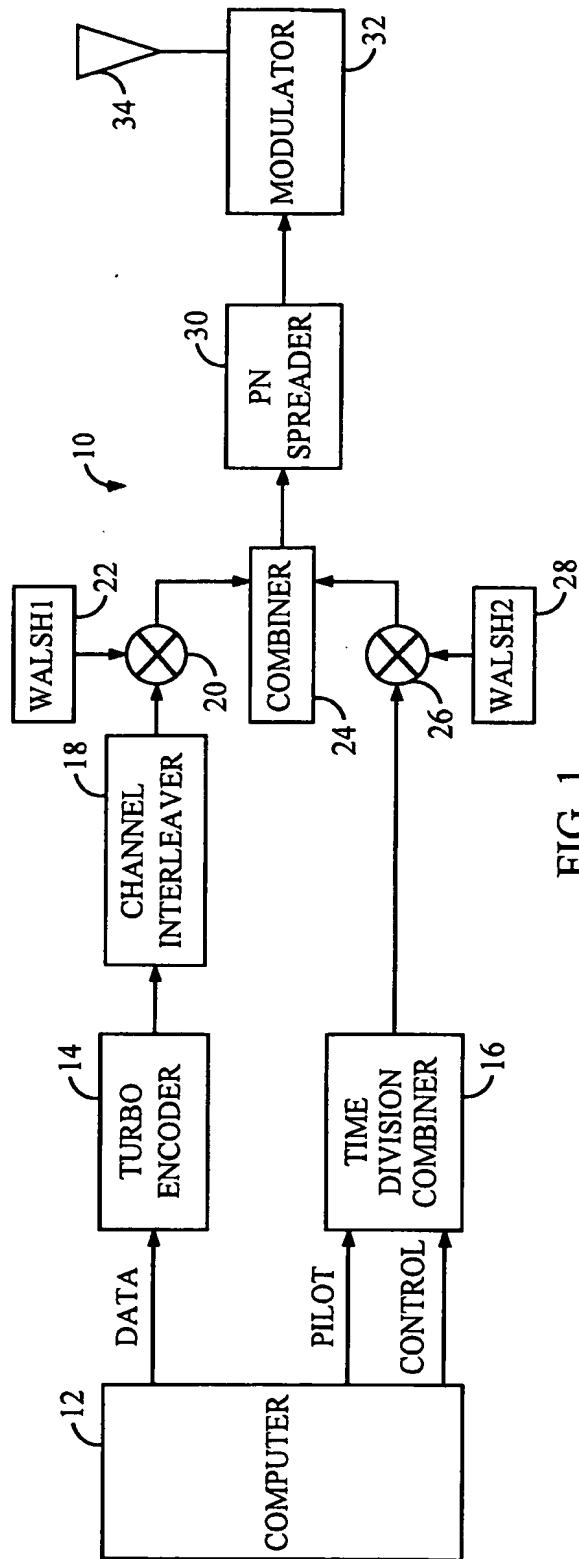 10
12
COMPUTER
DATA
PILOT
CONTROL
14
TURBO
ENCODER
16
TIME
DIVISION
COMBINER
18
CHANNEL
INTERLEAVER
WALSH1
22
20
COMBINER
24
26
WALSH2
28
30
PN
SPREADER
MODULATOR
32
34
FIG. 1